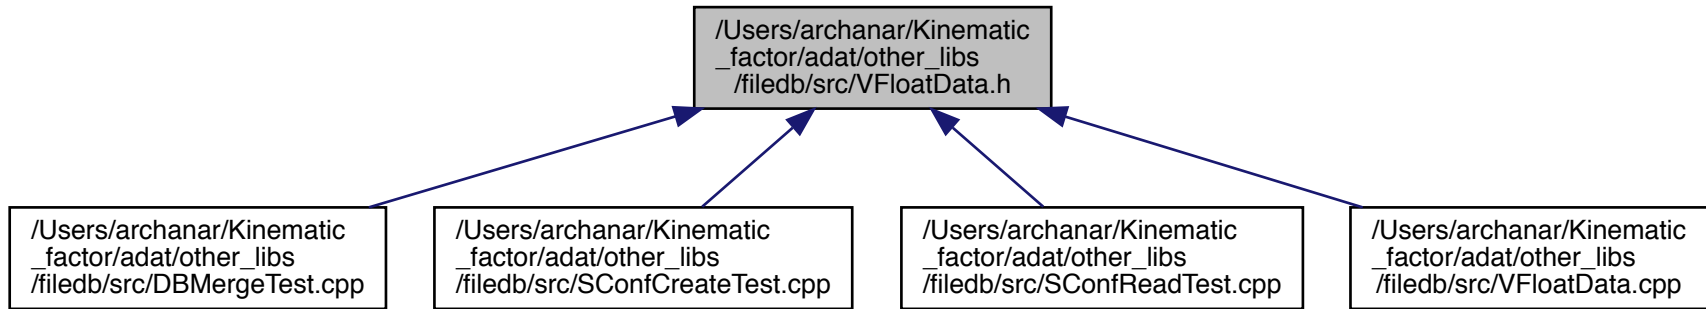 /Users/archanar/Kinematic
_factor/adat/other_libs
/filedb/src/VFloatData.h
/Users/archanar/Kinematic
_factor/adat/other_libs
/filedb/src/DBMergeTest.cpp
/Users/archanar/Kinematic
_factor/adat/other_libs
/filedb/src/SConfCreateTest.cpp
/Users/archanar/Kinematic
_factor/adat/other_libs
/filedb/src/SConfReadTest.cpp
/Users/archanar/Kinematic
_factor/adat/other_libs
/filedb/src/VFloatData.cpp